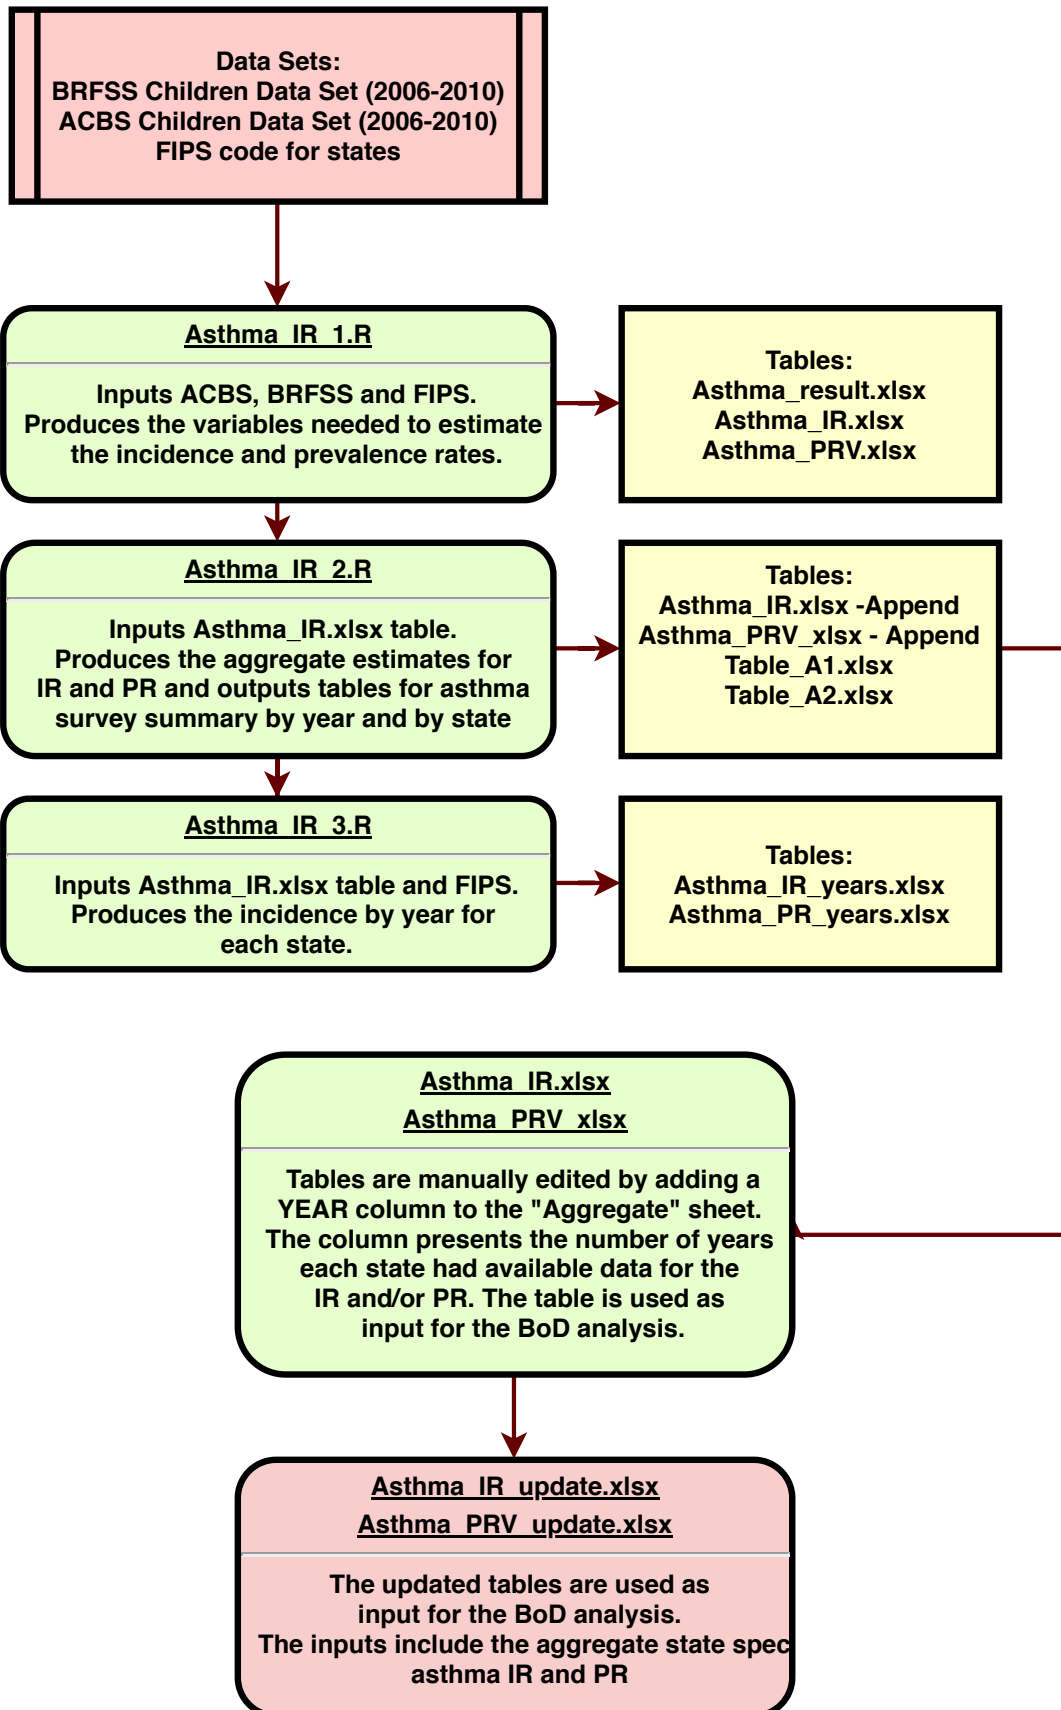 Data Sets:
BRFSS Children Data Set (2006-2010)
ACBS Children Data Set (2006-2010)
FIPS code for states
Asthma_IR_1.R
Inputs ACBS, BRFSS and FIPS.
Produces the variables needed to estimate
the incidence and prevalence rates.
Tables:
Asthma_result.xlsx
Asthma_IR.xlsx
Asthma_PRV.xlsx
Asthma_IR_2.R
Inputs Asthma_IR.xlsx table.
Produces the aggregate estimates for
IR and PR and outputs tables for asthma
survey summary by year and by state
Tables:
Asthma_IR.xlsx -Append
Asthma_PRV_xlsx - Append
Table_A1.xlsx
Table_A2.xlsx
Asthma_IR_3.R
Inputs Asthma_IR.xlsx table and FIPS.
Produces the incidence by year for
each state.
Tables:
Asthma_IR_years.xlsx
Asthma_PR_years.xlsx
Asthma_IR.xlsx
Asthma_PRV_xlsx
Tables are manually edited by adding a
YEAR column to the "Aggregate" sheet.
The column presents the number of years
each state had available data for the
IR and/or PR. The table is used as
input for the BoD analysis.
Asthma_IR_update.xlsx
Asthma_PRV_update.xlsx
The updated tables are used as
input for the BoD analysis.
The inputs include the aggregate state spec
asthma IR and PR